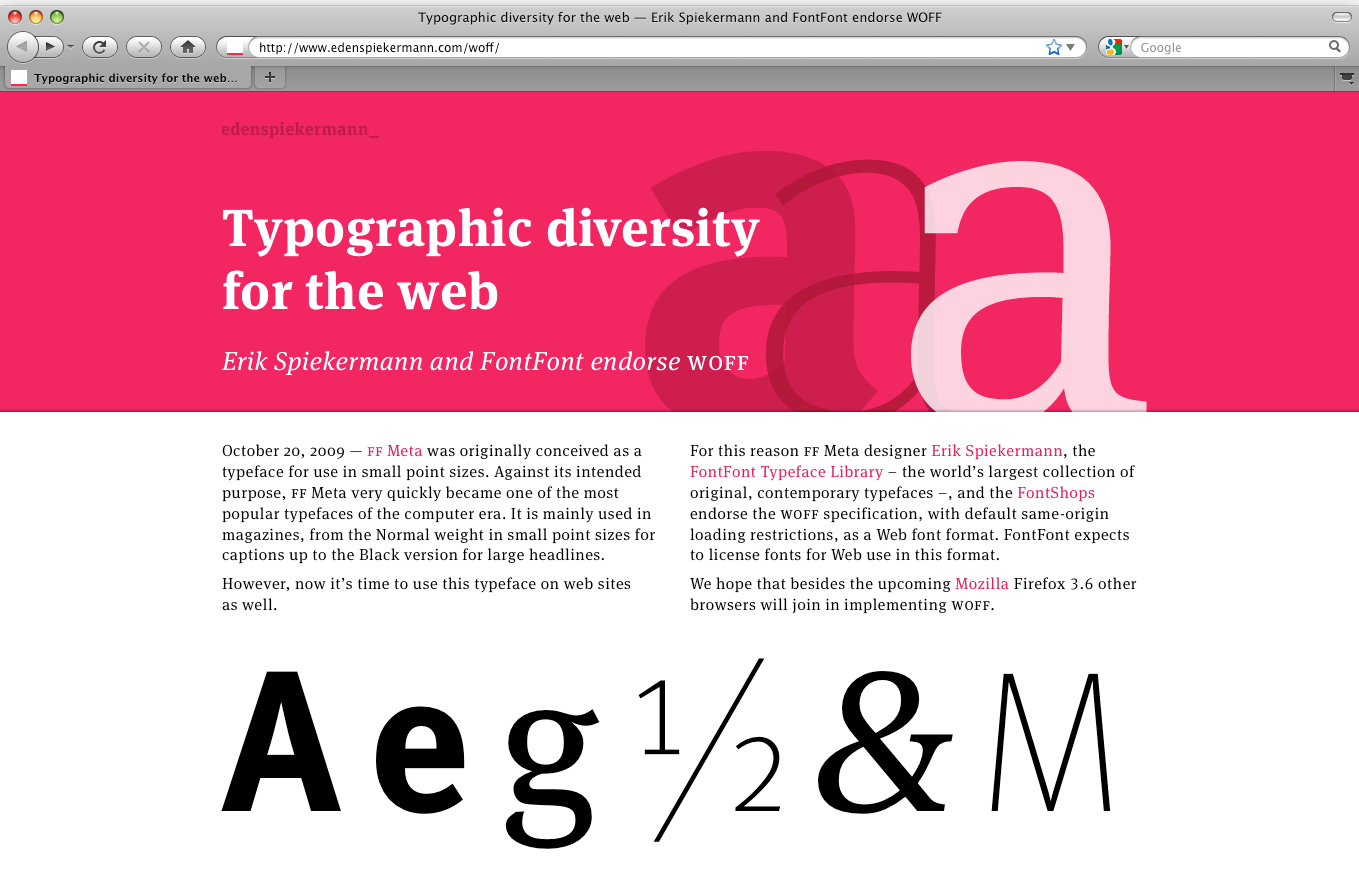 Typographic diversity for the web — Erik Spiekermann and FontFont endorse WOFF
http://www.edenspiekermann.com/woff/
Google
Typographic diversity for the web...
edenspiekermann_
aaa
Typographic diversity
for the web
Erik Spiekermann and FontFont endorse WOFF
October 20, 2009 — FF Meta was originally conceived as a
typeface for use in small point sizes. Against its intended
purpose, FF Meta very quickly became one of the most
popular typefaces of the computer era. It is mainly used in
magazines, from the Normal weight in small point sizes for
captions up to the Black version for large headlines.
However, now it’s time to use this typeface on web sites
as well.
For this reason FF Meta designer Erik Spiekermann, the
FontFont Typeface Library – the world’s largest collection of
original, contemporary typefaces –, and the FontShops
endorse the WOFF specification, with default same-origin
loading restrictions, as a Web font format. FontFont expects
to license fonts for Web use in this format.
We hope that besides the upcoming Mozilla Firefox 3.6 other
browsers will join in implementing WOFF.
A e g ½ & M